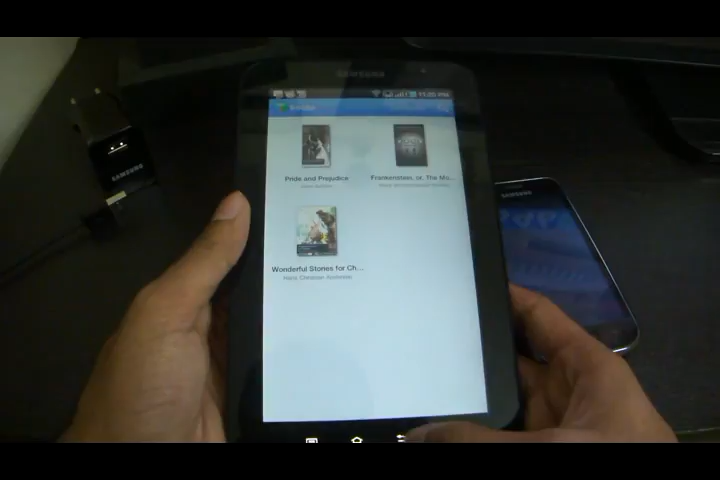 SAMSUNG
Books
Pride and Prejudice
Jane Austen
Frankenstein, or, The Mo...
Wonderful Stories for Ch...
Hans Christian Andersen
SAMSUNG
SAMSUNG